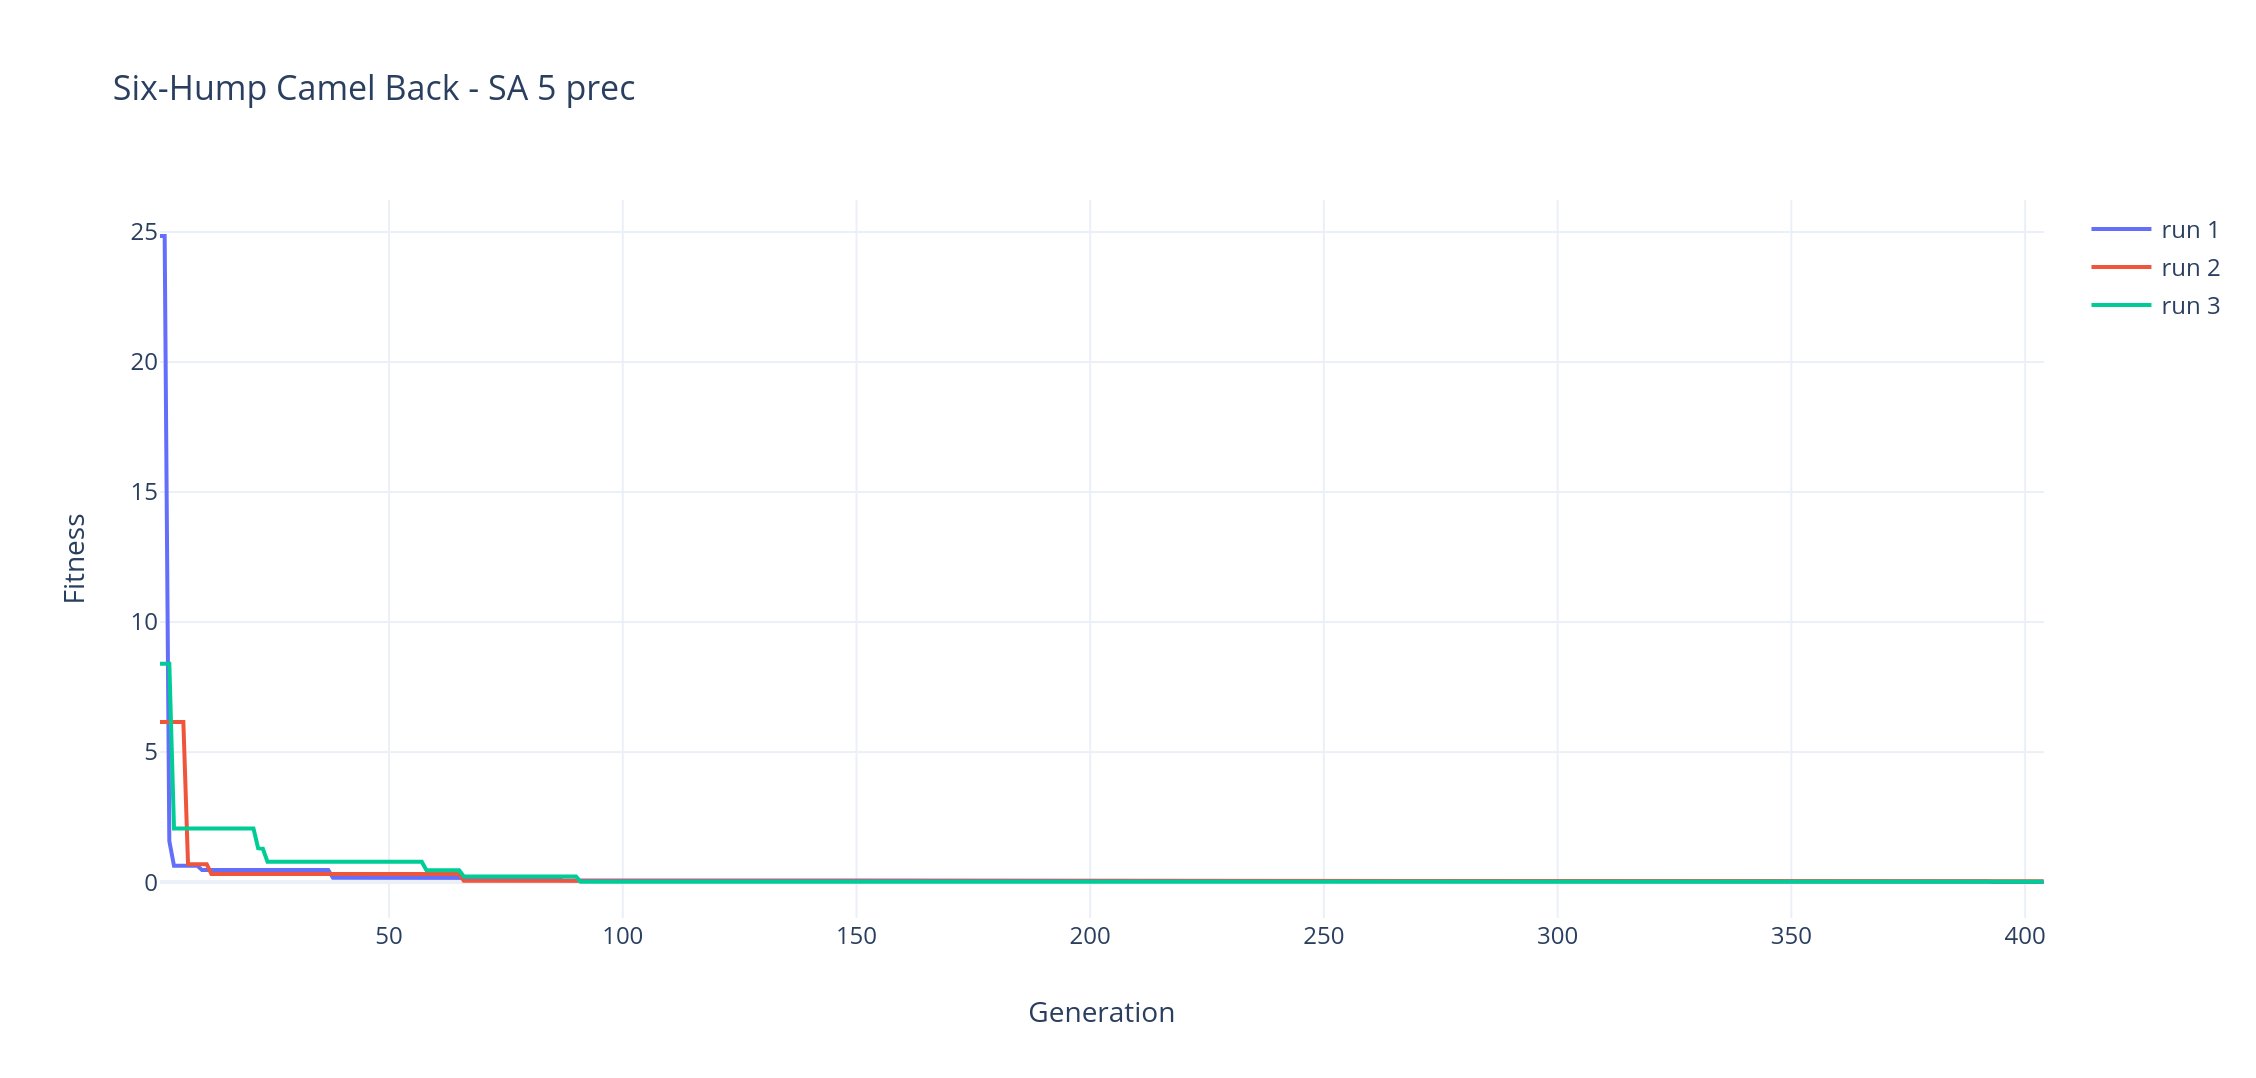 Six-Hump Camel Back - SA 5 prec
25
20
15
10
5
0
Fitness
50 100 150 200 250 300 350 400
Generation
run 1
run 2
run 3